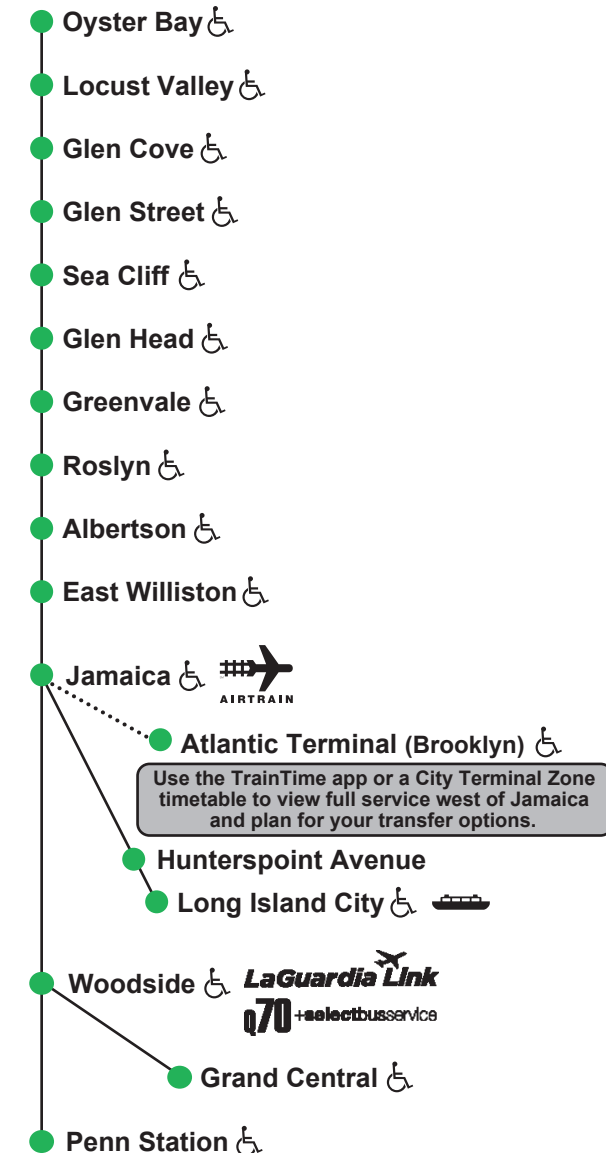 Oyster Bay
Locust Valley
Glen Cove
Glen Street
Sea Cliff
Glen Head
Greenvale
Roslyn
Albertson
East Williston
Jamaica
AIRTRAIN
Atlantic Terminal (Brooklyn)
Use the TrainTime app or a City Terminal Zone
timetable to view full service west of Jamaica
and plan for your transfer options.
Hunterspoint Avenue
Long Island City
Woodside
LaGuardia Link
Q70 +selectbusservice
Grand Central
Penn Station